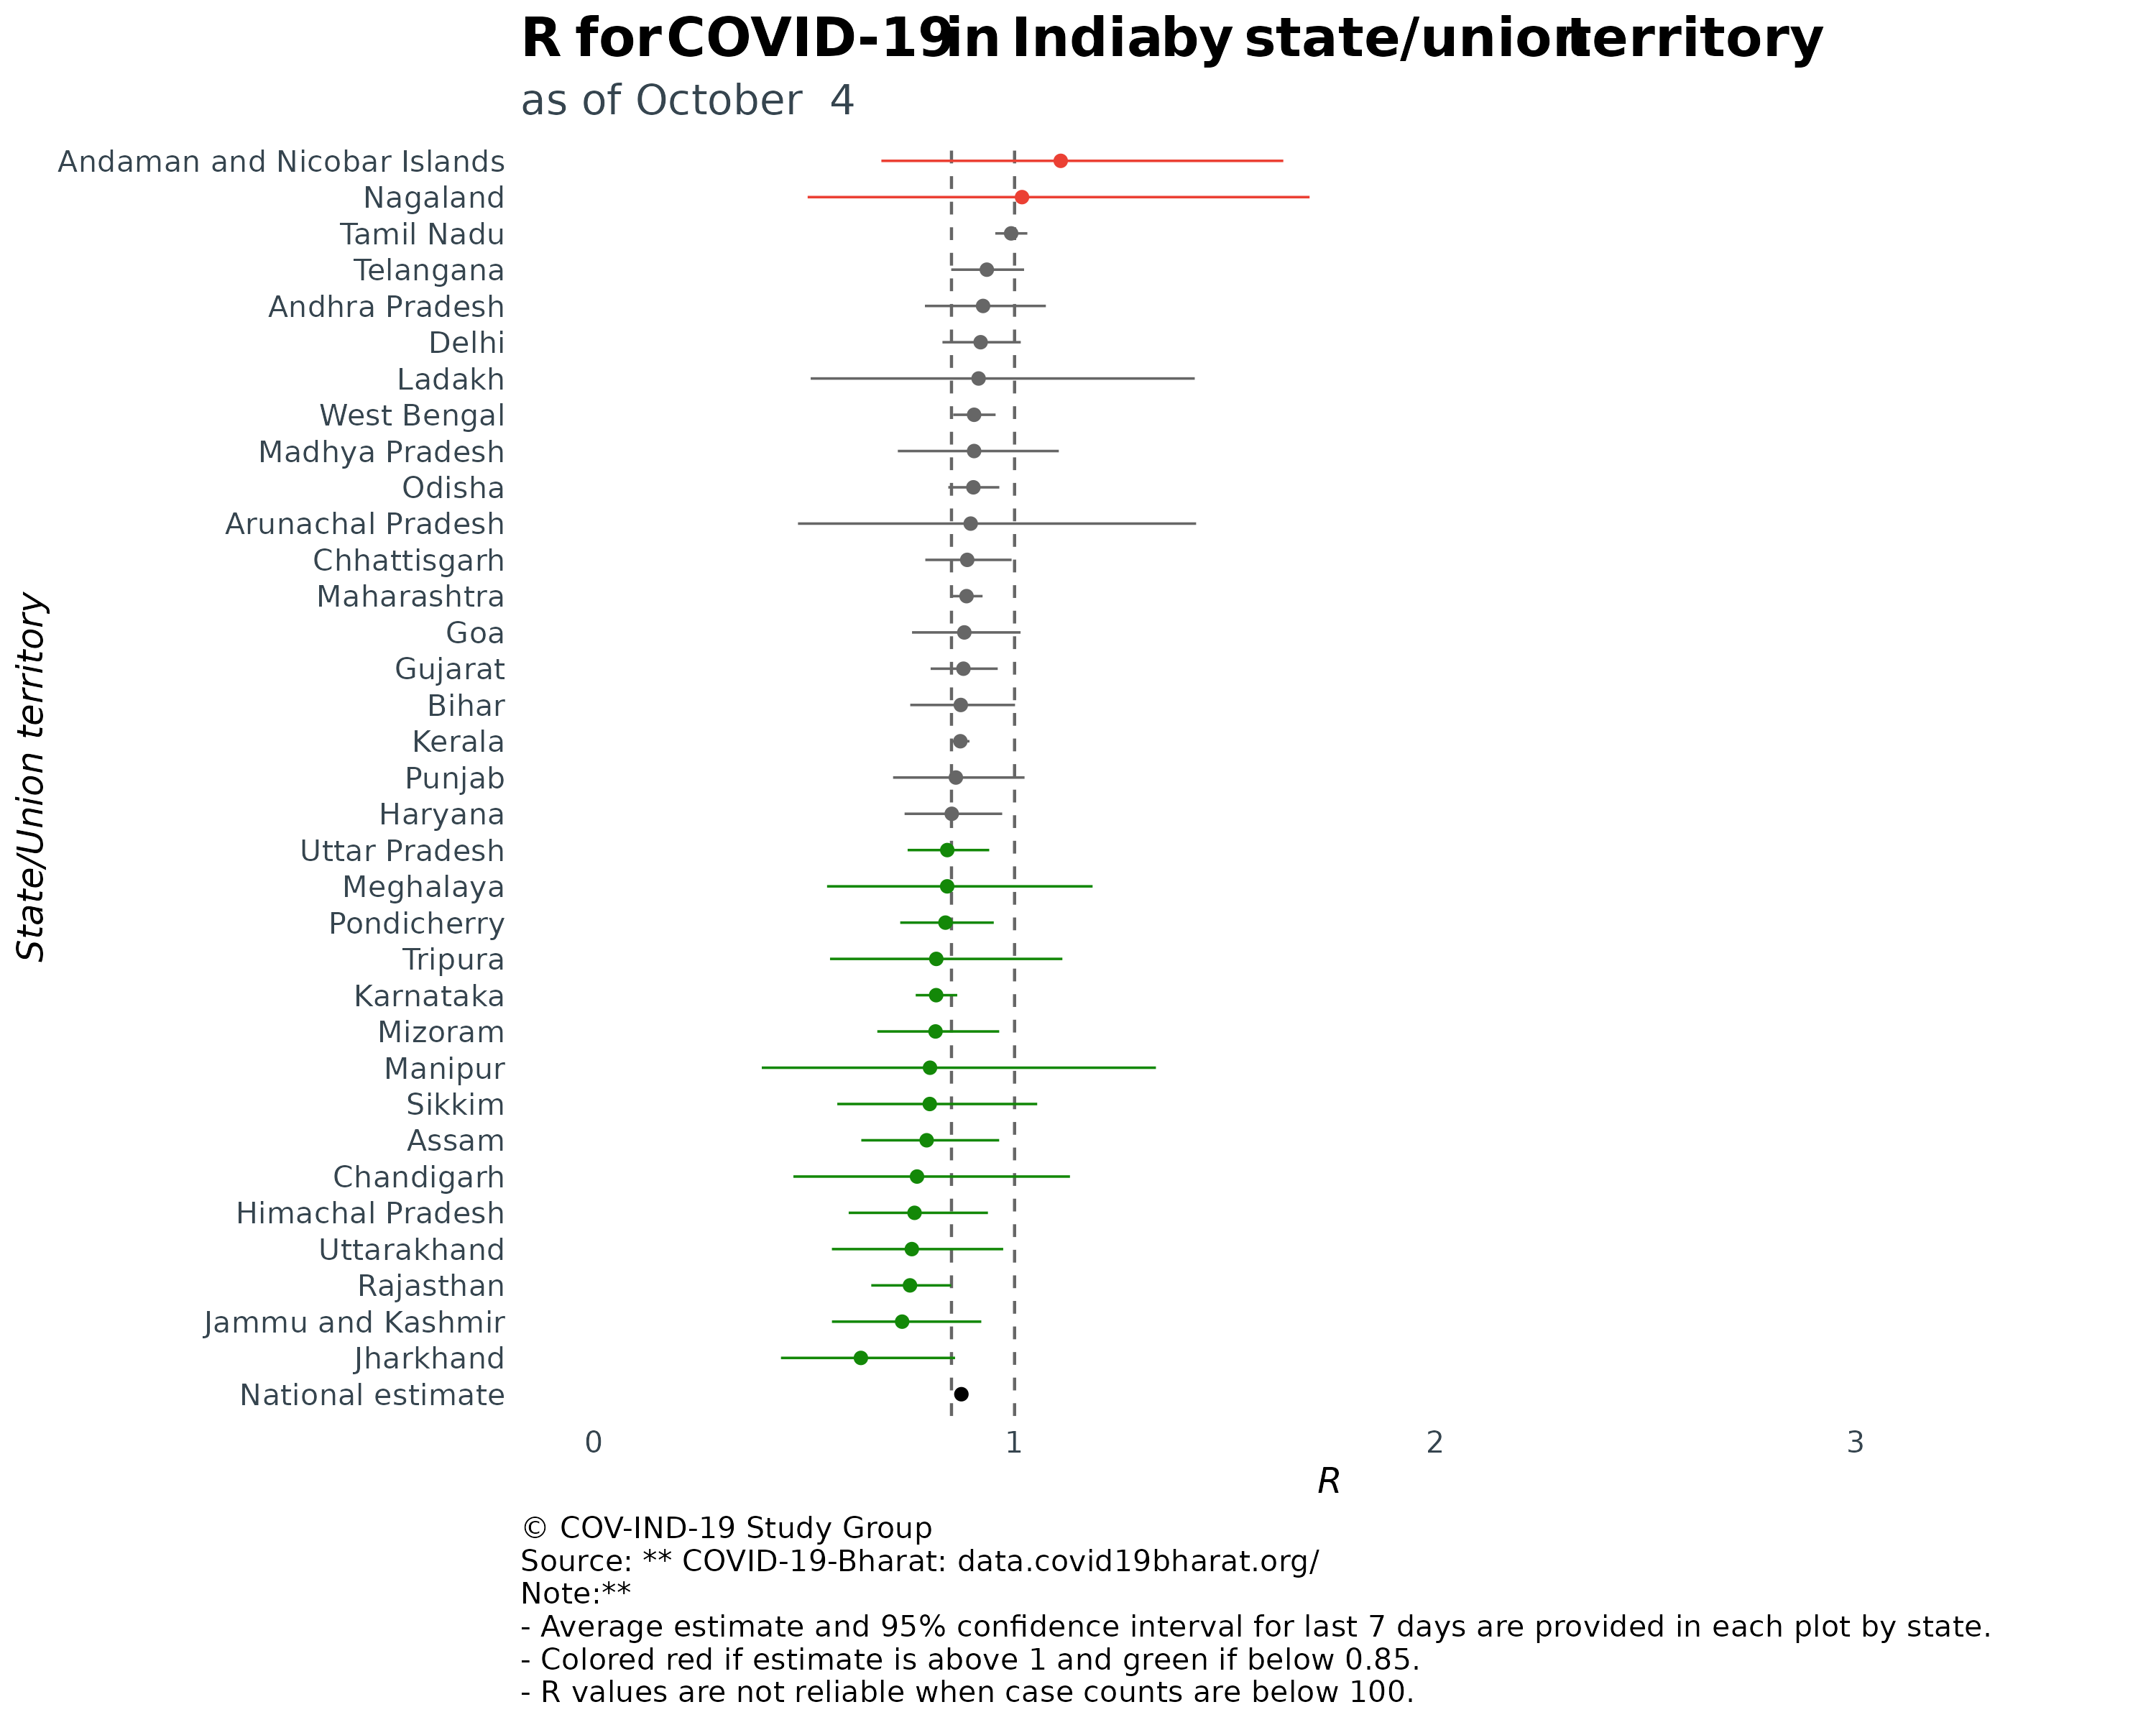 R for COVID-19 in India by state/union territory
as of October  4
Andaman and Nicobar Islands
Nagaland
Tamil Nadu
Telangana
Andhra Pradesh
Delhi
Ladakh
West Bengal
Madhya Pradesh
Odisha
Arunachal Pradesh
Chhattisgarh
Maharashtra
Goa
Gujarat
Bihar
Kerala
Punjab
Haryana
Uttar Pradesh
Meghalaya
Pondicherry
Tripura
Karnataka
Mizoram
Manipur
Sikkim
Assam
Chandigarh
Himachal Pradesh
Uttarakhand
Rajasthan
Jammu and Kashmir
Jharkhand
National estimate
State/Union territory
0 1 2 3
R
© COV-IND-19 Study Group
Source: ** COVID-19-Bharat: data.covid19bharat.org/
Note:**
- Average estimate and 95% confidence interval for last 7 days are provided in each plot by state.
- Colored red if estimate is above 1 and green if below 0.85.
- R values are not reliable when case counts are below 100.